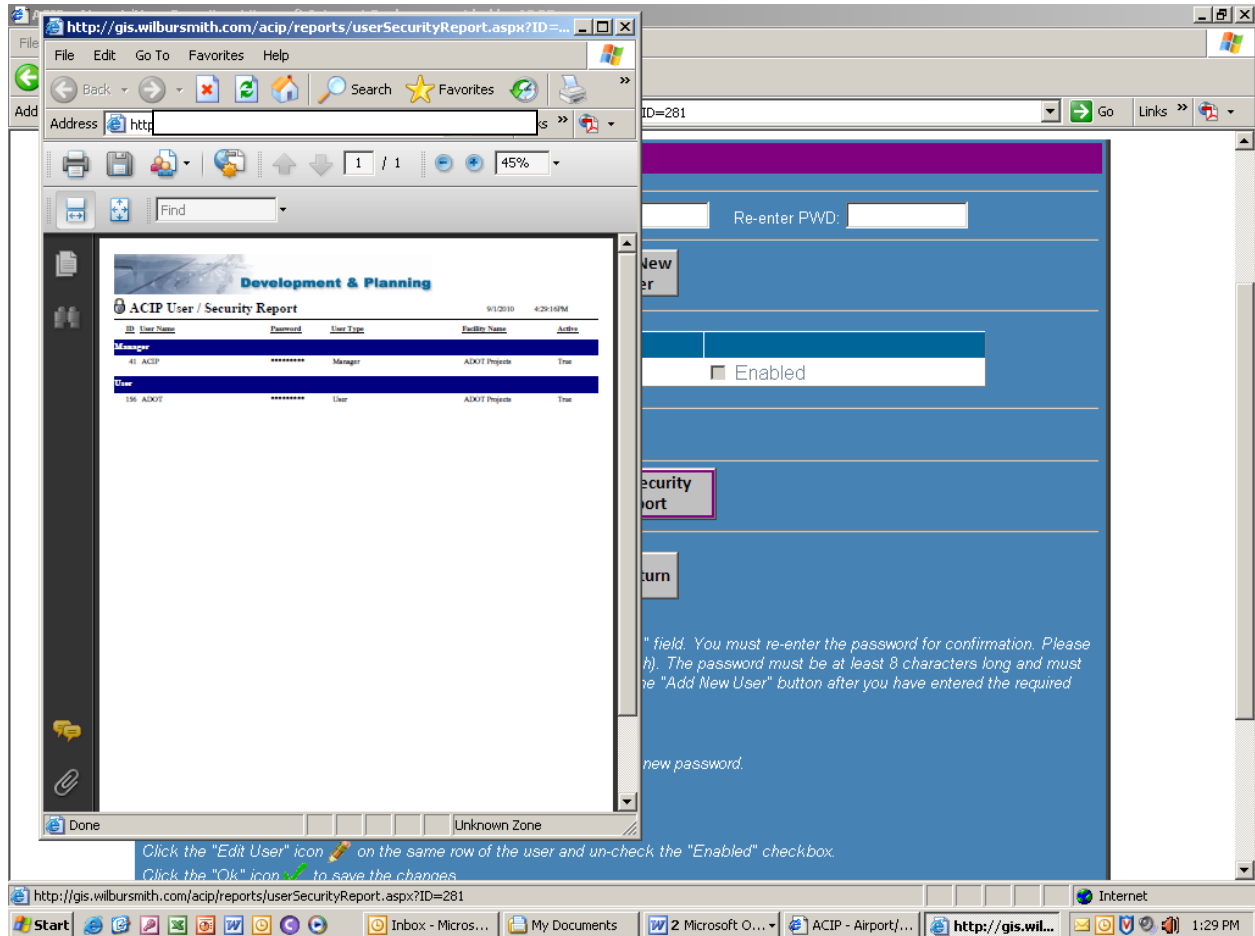 http://gis.wilbursmith.com/acip/reports/userSecurityReport.aspx?ID=...
File Edit Go To Favorites Help
Back Search Favorites »
Address http ks »
1 / 1 45%
Find
Development & Planning
ACIP User / Security Report 9/1/2010 4:29:16PM
ID User Name Password User Type Facility Name Active
Manager
41 ACIP ********* Manager ADOT Projects True
User
156 ADOT ********* User ADOT Projects True
Done Unknown Zone
File
Add ID=281 Go Links »
Re-enter PWD:
New
er
Enabled
ecurity
port
turn
" field. You must re-enter the password for confirmation. Please
h). The password must be at least 8 characters long and must
he "Add New User" button after you have entered the required
new password.
Click the "Edit User" icon on the same row of the user and un-check the "Enabled" checkbox.
Click the "Ok" icon to save the changes
http://gis.wilbursmith.com/acip/reports/userSecurityReport.aspx?ID=281 Internet
Start Inbox - Micros... My Documents 2 Microsoft O... ACIP - Airport/... http://gis.wil... 1:29 PM